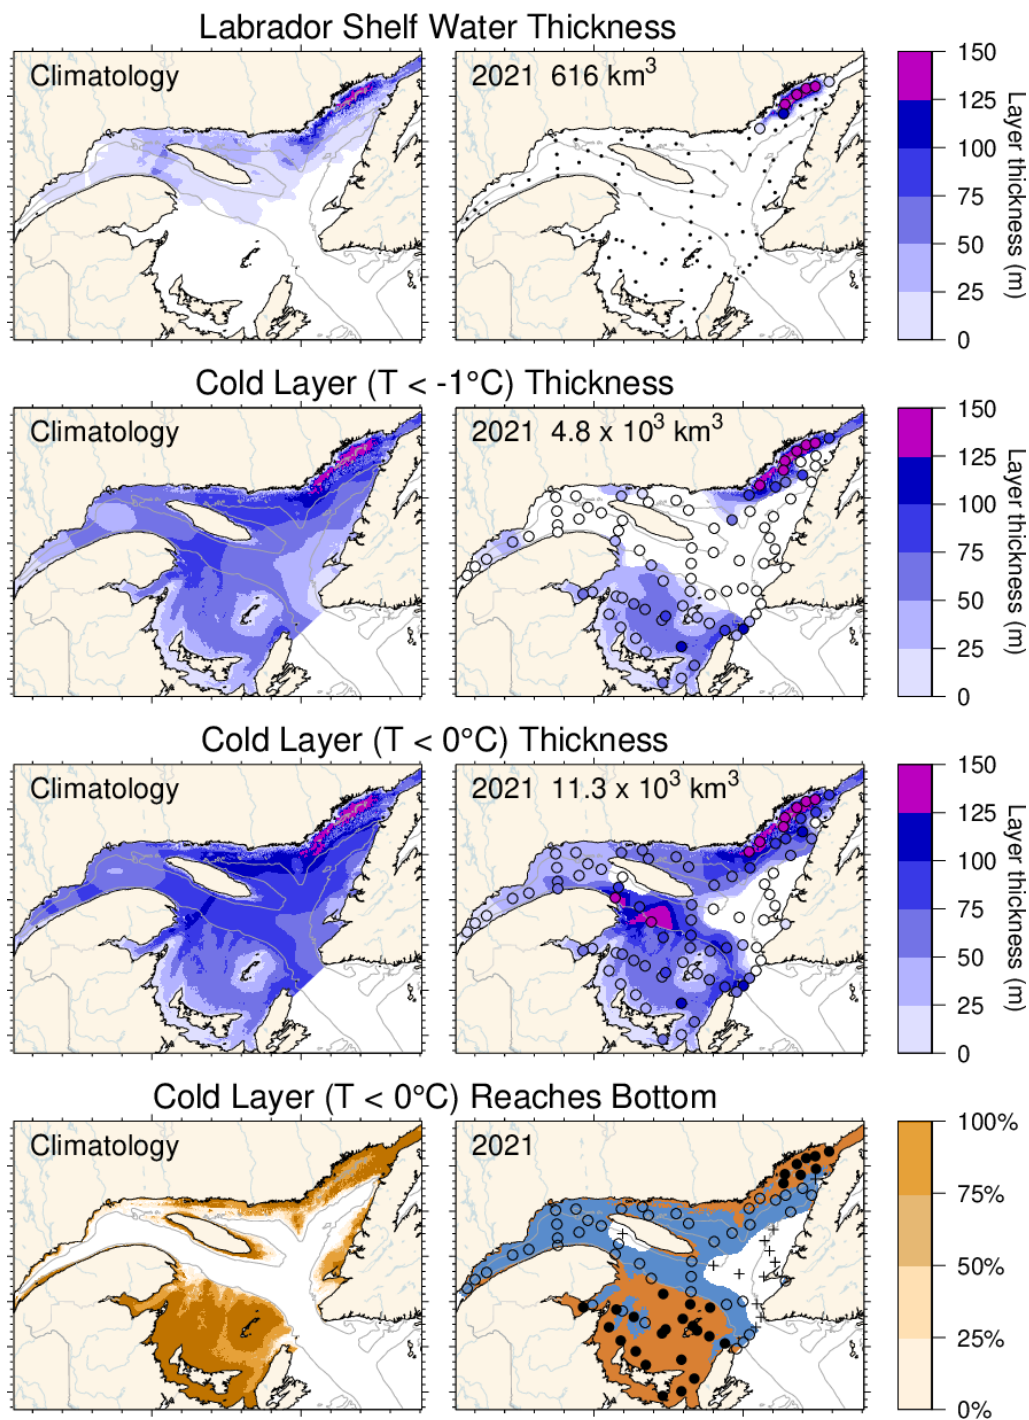 Labrador Shelf Water Thickness
Climatology
2021 616 km³
150
125
100
75
50
25
0
Layer thickness (m)
Cold Layer (T < -1°C) Thickness
Climatology
2021 4.8 x 10³ km³
150
125
100
75
50
25
0
Layer thickness (m)
Cold Layer (T < 0°C) Thickness
Climatology
2021 11.3 x 10³ km³
150
125
100
75
50
25
0
Layer thickness (m)
Cold Layer (T < 0°C) Reaches Bottom
Climatology
2021
100%
75%
50%
25%
0%